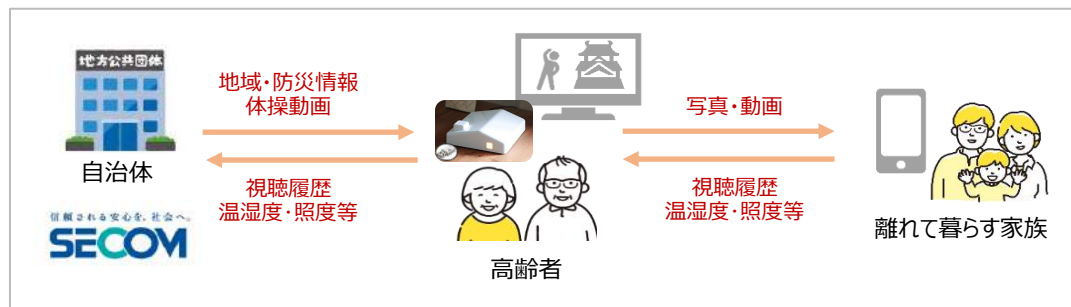 地方公共団体
自治体
信頼される安心を、社会へ。
SECOM
地域・防災情報
体操動画
視聴履歴
温湿度・照度等
高齢者
写真・動画
視聴履歴
温湿度・照度等
離れて暮らす家族